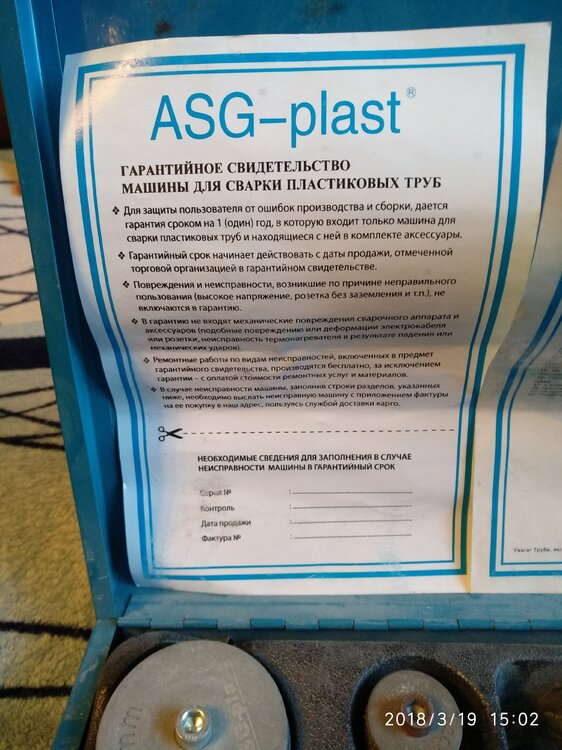 ASG-plast®
ГАРАНТИЙНОЕ СВИДЕТЕЛЬСТВО
МАШИНЫ ДЛЯ СВАРКИ ПЛАСТИКОВЫХ ТРУБ
❖ Для защиты пользователя от ошибок производства и сборки, дается
гарантия сроком на 1 (один) год, в которую входит только машина для
сварки пластиковых труб и находящиеся с ней в комплекте аксессуары.
❖ Гарантийный срок начинает действовать с даты продажи, отмеченной
торговой организацией в гарантийном свидетельстве.
❖ Повреждения и неисправности, возникшие по причине неправильного
пользования (высокое напряжение, розетка без заземления и т.п.), не
включаются в гарантию.
❖ В гарантию не входят механические повреждения сварочного аппарата и
аксессуаров (подобные повреждению или деформации электрокабеля
или розетки, неисправность термонагревателя в результате падения или
механических ударов).
❖ Ремонтные работы по видам неисправностей, включенных в предмет
гарантийного свидетельства, производятся бесплатно, за исключением
гарантии – с оплатой стоимости ремонтных услуг и материалов.
❖ В случае неисправности машины, заполнив строки разделов, указанных
ниже, необходимо выслать неисправную машину с приложением фактуры
на ее покупку в наш адрес, пользуясь службой доставки карго.
НЕОБХОДИМЫЕ СВЕДЕНИЯ ДЛЯ ЗАПОЛНЕНИЯ В СЛУЧАЕ
НЕИСПРАВНОСТИ МАШИНЫ В ГАРАНТИЙНЫЙ СРОК
Серия № :
Контроль :
Дата продажи :
Фактура № :
Увага! Труби,
mm
2018/3/19 15:02